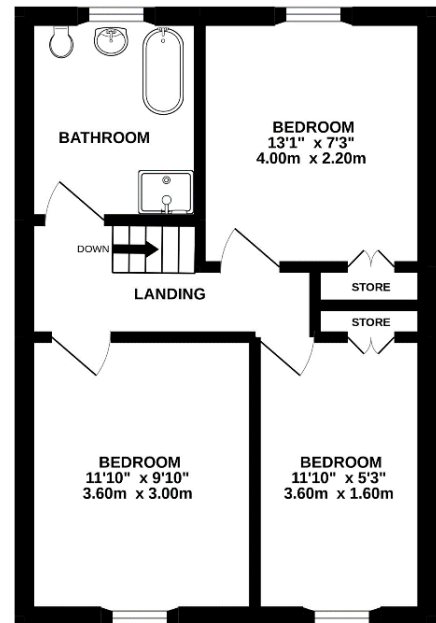 BATHROOM
BEDROOM
13'1" x 7'3"
4.00m x 2.20m
DOWN
LANDING
STORE
STORE
BEDROOM
11'10" x 9'10"
3.60m x 3.00m
BEDROOM
11'10" x 5'3"
3.60m x 1.60m